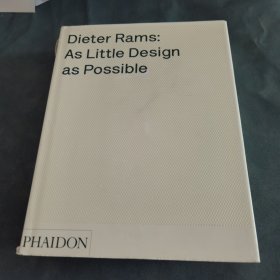 Dieter Rams:
As Little Design
as Possible
PHAIDON